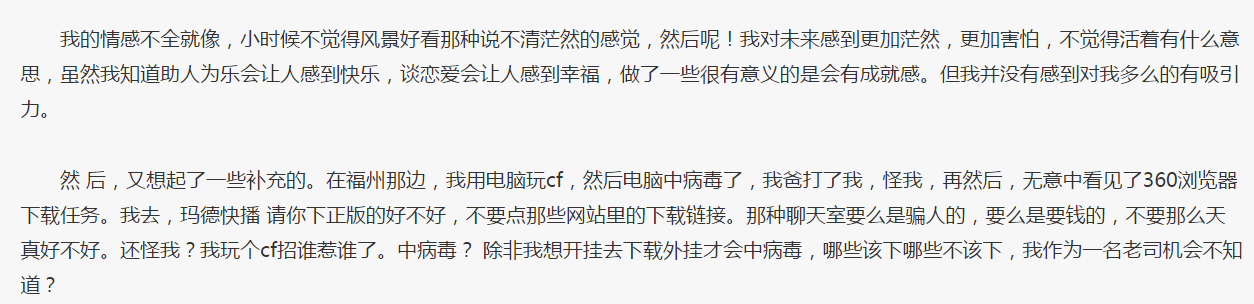 我的情感不全就像，小时候不觉得风景好看那种说不清茫然的感觉，然后呢！我对未来感到更加茫然，更加害怕，不觉得活着有什么意
思，虽然我知道助人为乐会让人感到快乐，谈恋爱会让人感到幸福，做了一些很有意义的是会有成就感。但我并没有感到对我多么的有吸引
力。
然 后，又想起了一些补充的。在福州那边，我用电脑玩cf，然后电脑中病毒了，我爸打了我，怪我，再然后，无意中看见了360浏览器
下载任务。我去，玛德快播 请你下正版的好不好，不要点那些网站里的下载链接。那种聊天室要么是骗人的，要么是要钱的，不要那么天
真好不好。还怪我？我玩个cf招谁惹谁了。中病毒？ 除非我想开挂去下载外挂才会中病毒，哪些该下哪些不该下，我作为一名老司机会不知
道？